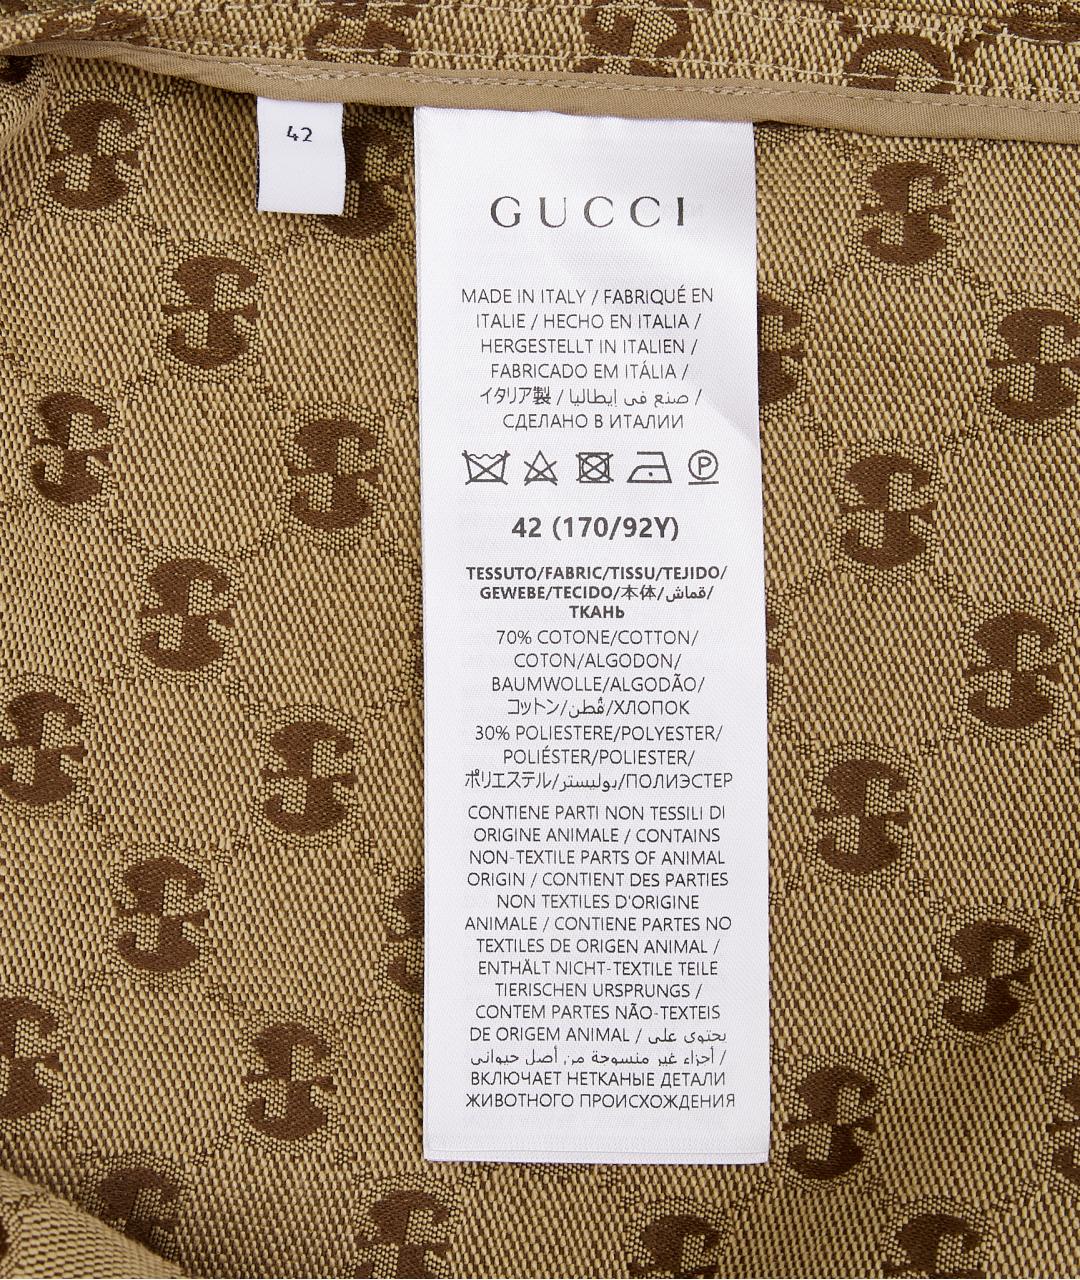 42
GUCCI
MADE IN ITALY / FABRIQUÉ EN
ITALIE / HECHO EN ITALIA /
HERGESTELLT IN ITALIEN /
FABRICADO EM ITÁLIA /
イタリア製 / صنع في إيطاليا /
СДЕЛАНО В ИТАЛИИ
P
42 (170/92Y)
TESSUTO/FABRIC/TISSU/TEJIDO/
GEWEBE/TECIDO/本体/قماش/
ТКАНЬ
70% COTONE/COTTON/
COTON/ALGODON/
BAUMWOLLE/ALGODÃO/
コットン/قُطن/ХЛОПОК
30% POLIESTERE/POLYESTER/
POLIÉSTER/POLIESTER/
ポリエステル/بوليستر/ПОЛИЭСТЕР
CONTIENE PARTI NON TESSILI DI
ORIGINE ANIMALE / CONTAINS
NON-TEXTILE PARTS OF ANIMAL
ORIGIN / CONTIENT DES PARTIES
NON TEXTILES D'ORIGINE
ANIMALE / CONTIENE PARTES NO
TEXTILES DE ORIGEN ANIMAL /
ENTHÄLT NICHT-TEXTILE TEILE
TIERISCHEN URSPRUNGS /
CONTEM PARTES NÃO-TEXTEIS
DE ORIGEM ANIMAL / يحتوى على
أجزاء غير منسوجة من أصل حيوانى /
ВКЛЮЧАЕТ НЕТКАНЫЕ ДЕТАЛИ
ЖИВОТНОГО ПРОИСХОЖДЕНИЯ